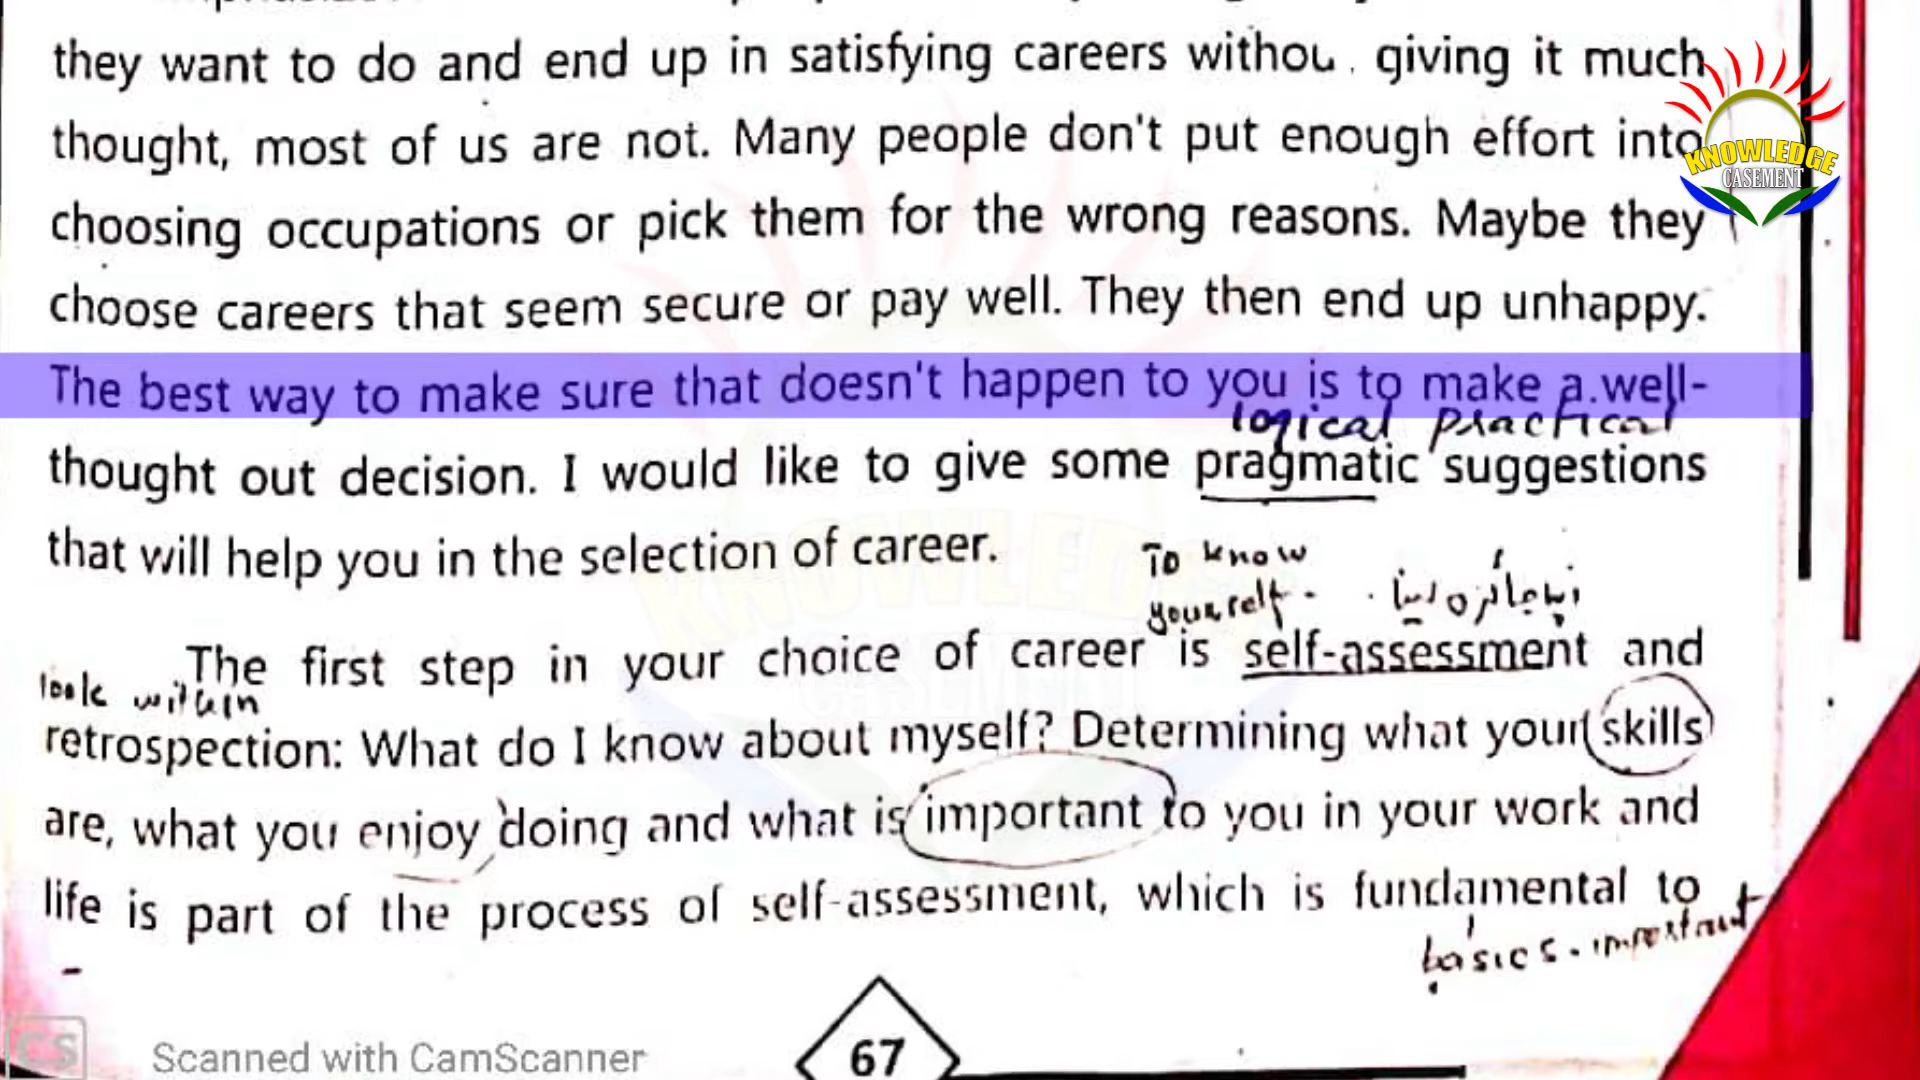 they want to do and end up in satisfying careers withou. giving it much
thought, most of us are not. Many people don't put enough effort into
KNOWLEDGE
CASEMENT
choosing occupations or pick them for the wrong reasons. Maybe they
choose careers that seem secure or pay well. They then end up unhappy.
The best way to make sure that doesn't happen to you is to make a well-
logical practical
thought out decision. I would like to give some pragmatic suggestions
that will help you in the selection of career.
To know
yourself.
The first step in your choice of career is self-assessment and
look within
retrospection: What do I know about myself? Determining what your skills
are, what you enjoy doing and what is important to you in your work and
life is part of the process of self-assessment, which is fundamental to
basics. important
67
CS
Scanned with CamScanner